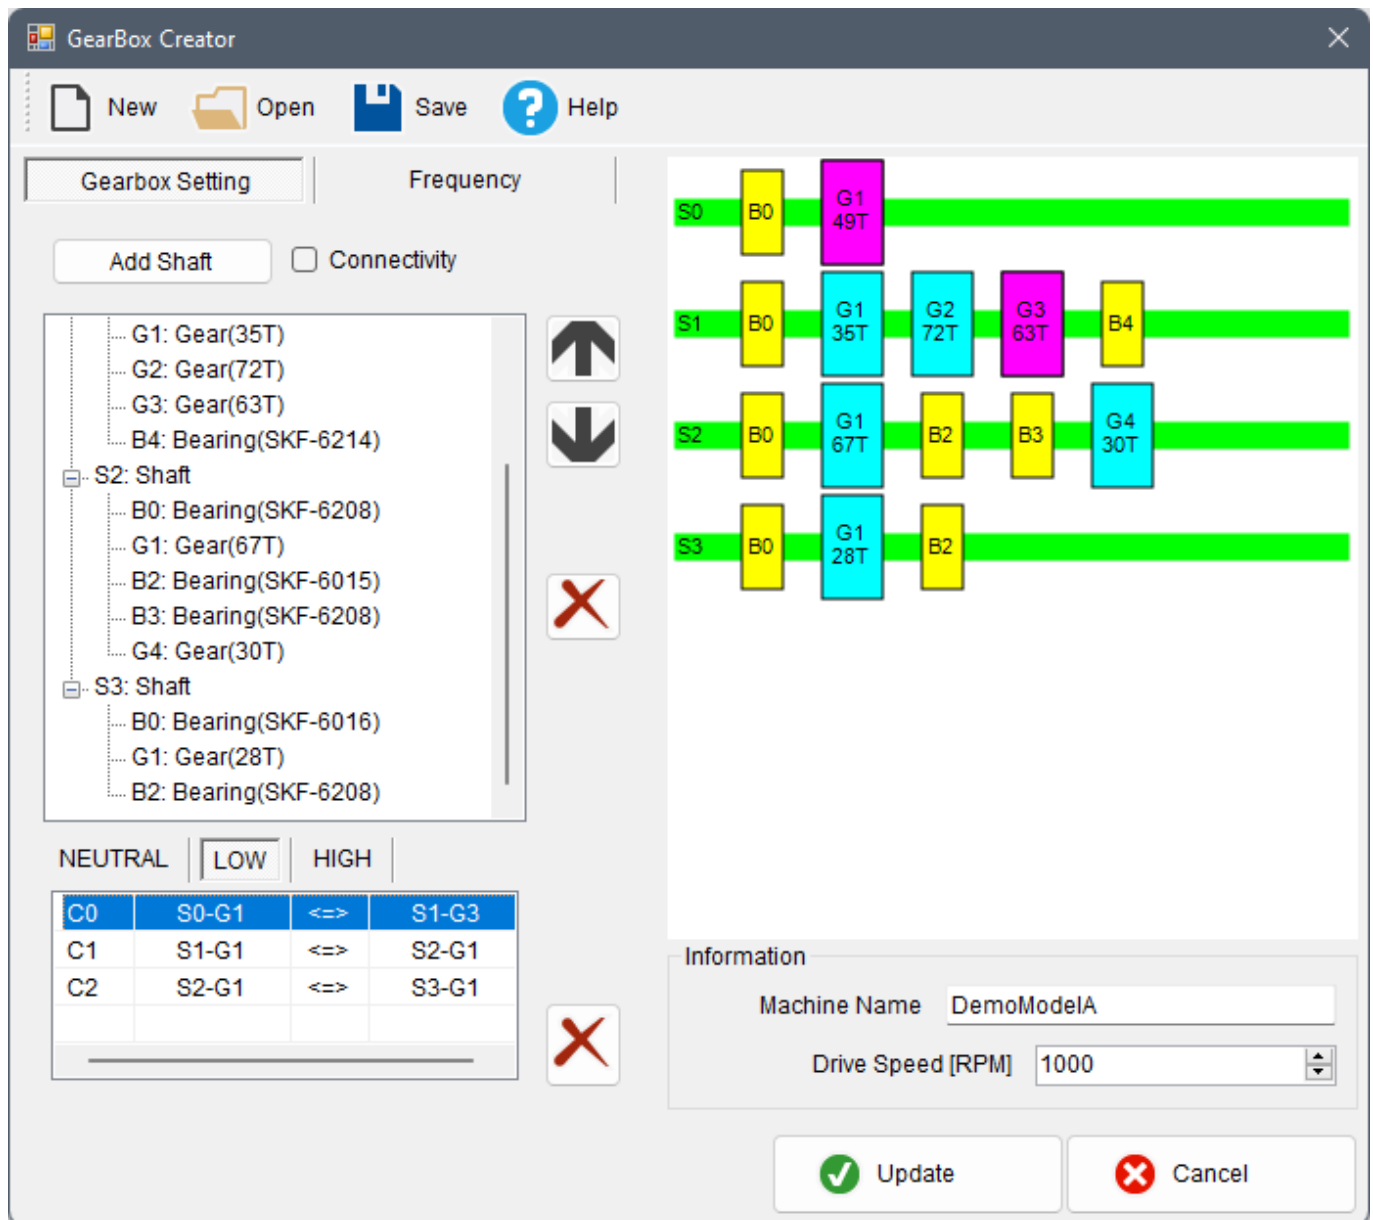 GearBox Creator
New Open Save Help
Gearbox Setting Frequency
Add Shaft Connectivity
G1: Gear(35T)
G2: Gear(72T)
G3: Gear(63T)
B4: Bearing(SKF-6214)
S2: Shaft
B0: Bearing(SKF-6208)
G1: Gear(67T)
B2: Bearing(SKF-6015)
B3: Bearing(SKF-6208)
G4: Gear(30T)
S3: Shaft
B0: Bearing(SKF-6016)
G1: Gear(28T)
B2: Bearing(SKF-6208)
NEUTRAL LOW HIGH
C0 S0-G1 <=> S1-G3
C1 S1-G1 <=> S2-G1
C2 S2-G1 <=> S3-G1
S0 B0 G1 49T
S1 B0 G1 35T G2 72T G3 63T B4
S2 B0 G1 67T B2 B3 G4 30T
S3 B0 G1 28T B2
Information
Machine Name DemoModelA
Drive Speed [RPM] 1000
Update Cancel